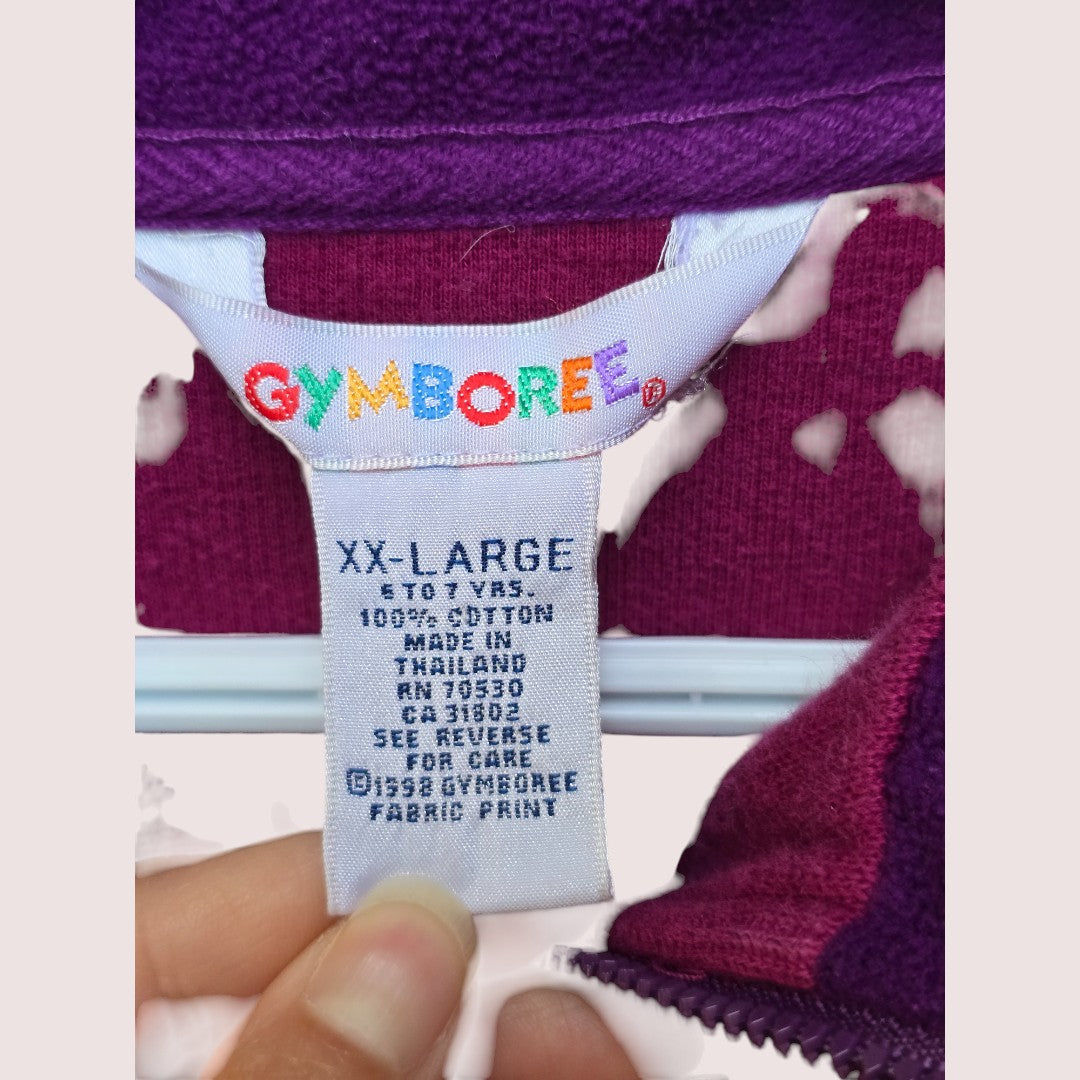 GYMBOREE®
XX-LARGE
6 TO 7 YRS.
100% COTTON
MADE IN
THAILAND
RN 70530
CA 31802
SEE REVERSE
FOR CARE
©1998 GYMBOREE
FABRIC PRINT